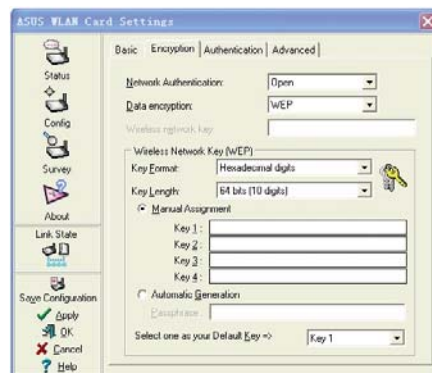 ASUS WLAN Card Settings
Status
Config
Survey
About
Link State
Save Configuration
Apply
OK
Cancel
Help
Basic Encryption Authentication Advanced
Network Authentication: Open
Data encryption: WEP
Wireless network key:
Wireless Network Key (WEP)
Key Format: Hexadecimal digits
Key Length: 64 bits (10 digits)
Manual Assignment
Key 1 :
Key 2 :
Key 3 :
Key 4 :
Automatic Generation
Passphrase :
Select one as your Default Key => Key 1